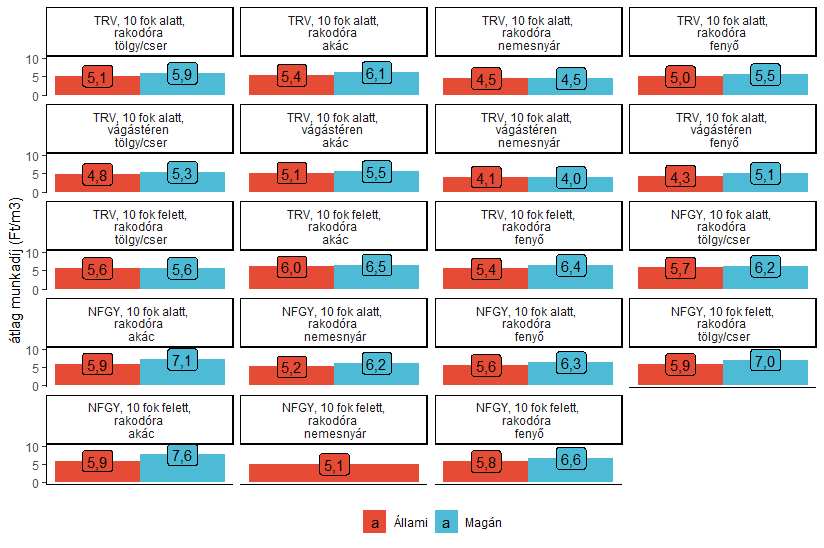 TRV, 10 fok alatt,
rakodóra
tölgy/cser
TRV, 10 fok alatt,
rakodóra
akác
TRV, 10 fok alatt,
rakodóra
nemesnyár
TRV, 10 fok alatt,
rakodóra
fenyő
10
5
0
5,1
5,9
5,4
6,1
4,5
4,5
5,0
5,5
TRV, 10 fok alatt,
vágástéren
tölgy/cser
TRV, 10 fok alatt,
vágástéren
akác
TRV, 10 fok alatt,
vágástéren
nemesnyár
TRV, 10 fok alatt,
vágástéren
fenyő
10
5
0
4,8
5,3
5,1
5,5
4,1
4,0
4,3
5,1
TRV, 10 fok felett,
rakodóra
tölgy/cser
TRV, 10 fok felett,
rakodóra
akác
TRV, 10 fok felett,
rakodóra
fenyő
NFGY, 10 fok alatt,
rakodóra
tölgy/cser
10
5
0
5,6
5,6
6,0
6,5
5,4
6,4
5,7
6,2
NFGY, 10 fok alatt,
rakodóra
akác
NFGY, 10 fok alatt,
rakodóra
nemesnyár
NFGY, 10 fok alatt,
rakodóra
fenyő
NFGY, 10 fok felett,
rakodóra
tölgy/cser
10
5
0
5,9
7,1
5,2
6,2
5,6
6,3
5,9
7,0
NFGY, 10 fok felett,
rakodóra
akác
NFGY, 10 fok felett,
rakodóra
nemesnyár
NFGY, 10 fok felett,
rakodóra
fenyő
10
5
0
5,9
7,6
5,1
5,8
6,6
átlag munkadíj (Ft/m3)
a Állami a Magán